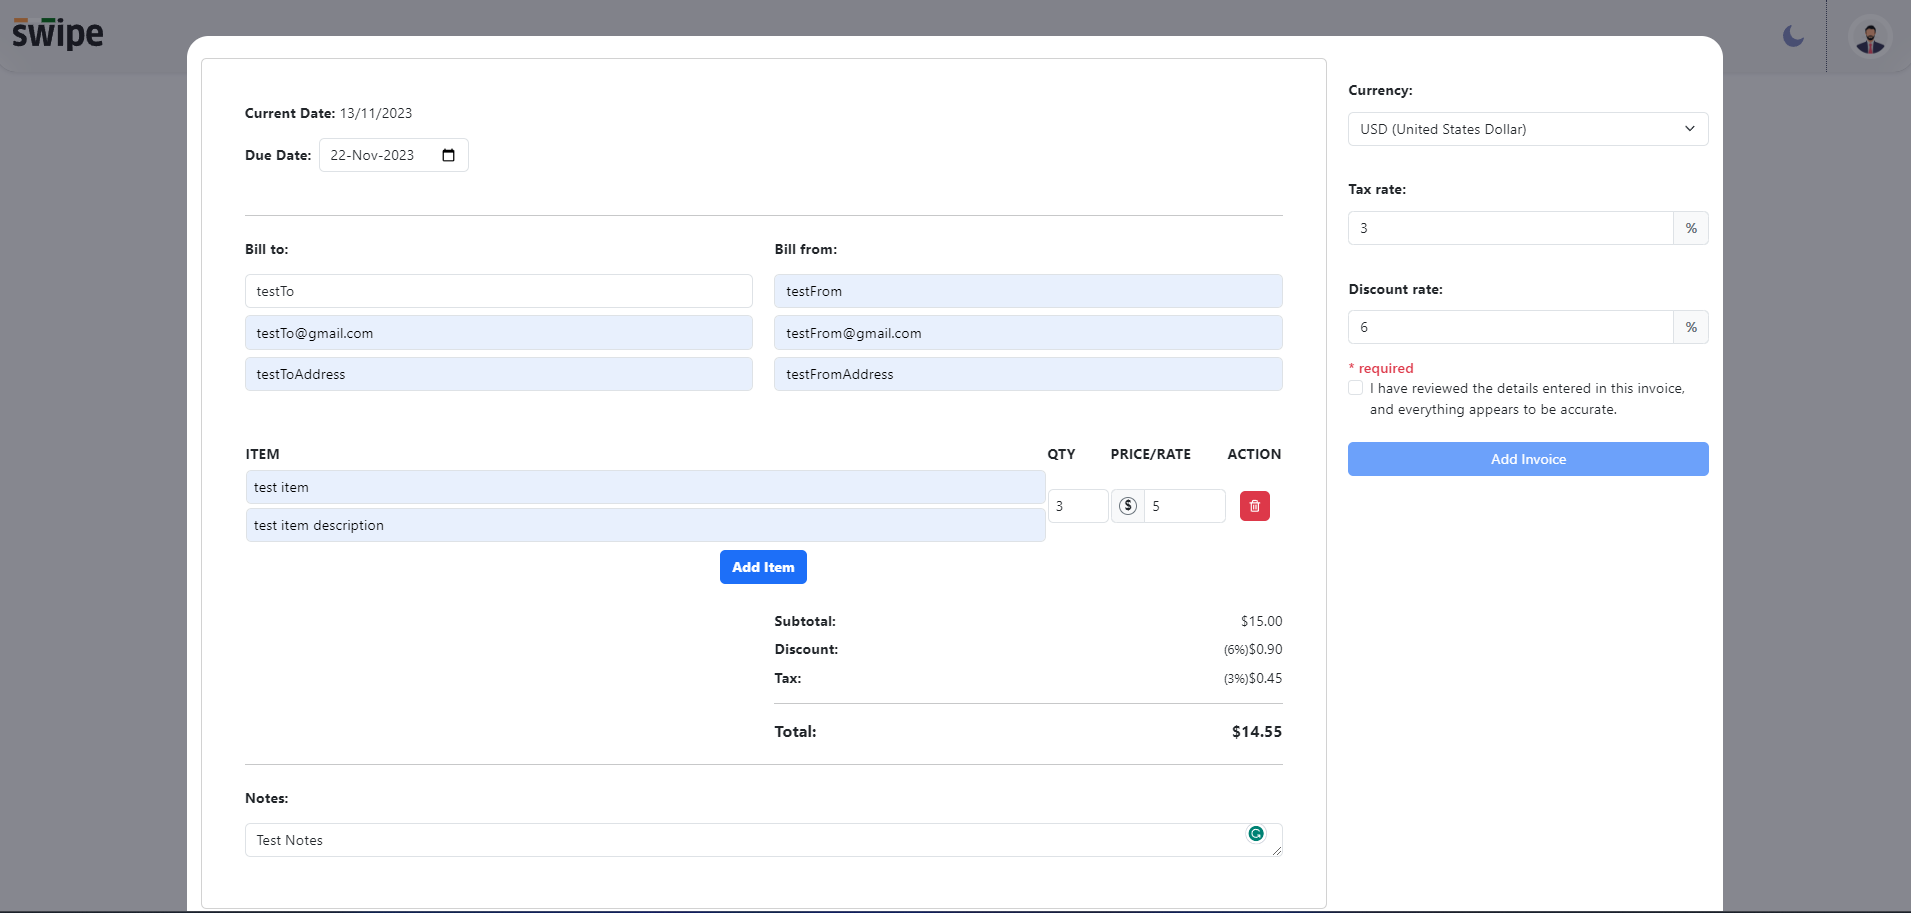 swipe
Current Date: 13/11/2023
Due Date: 22-Nov-2023
Bill to:
testTo
testTo@gmail.com
testToAddress
Bill from:
testFrom
testFrom@gmail.com
testFromAddress
ITEM QTY PRICE/RATE ACTION
test item
test item description
3 $ 5
Add Item
Subtotal: $15.00
Discount: (6%)$0.90
Tax: (3%)$0.45
Total: $14.55
Notes:
Test Notes
Currency:
USD (United States Dollar)
Tax rate:
3 %
Discount rate:
6 %
* required
I have reviewed the details entered in this invoice,
and everything appears to be accurate.
Add Invoice